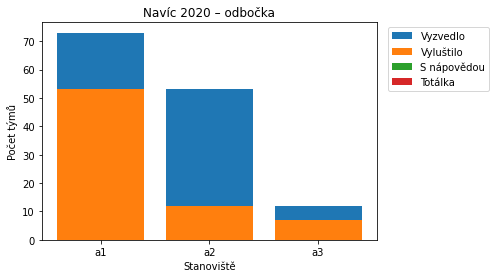 Navíc 2020 – odbočka
Počet týmů
70
60
50
40
30
20
10
0
a1 a2 a3
Stanoviště
Vyzvedlo
Vyluštilo
S nápovědou
Totálka